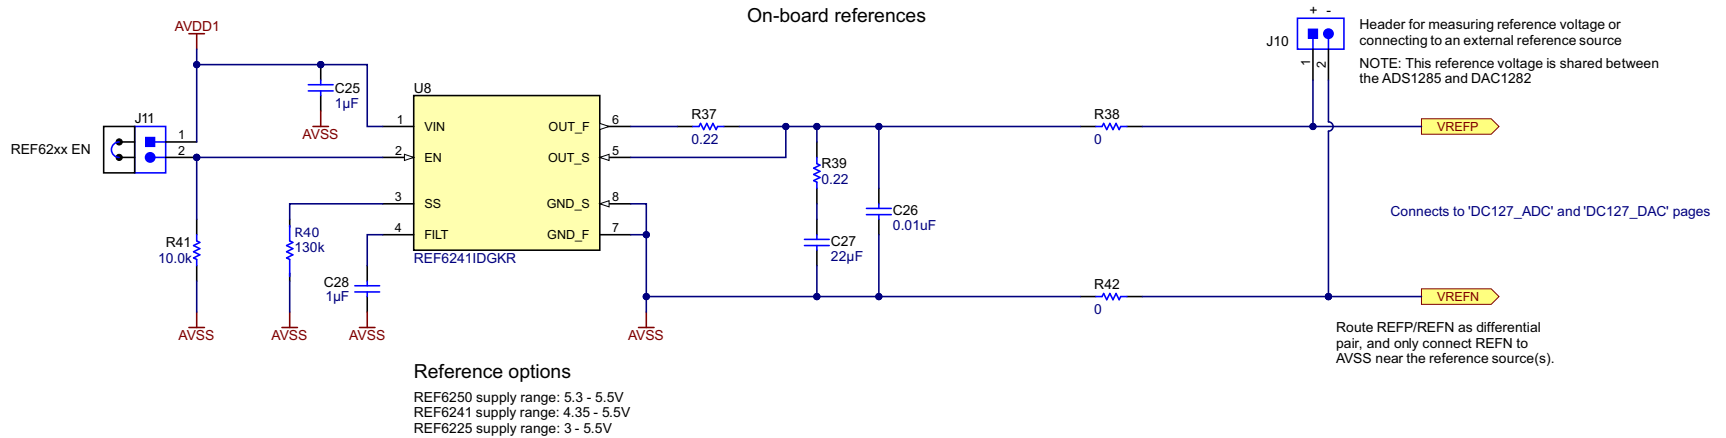 On-board references
AVDD1
C25
1µF
AVSS
J11
1
2
REF62xx EN
R41
10.0k
AVSS
R40
130k
AVSS
C28
1µF
AVSS
U8
1
VIN
2
EN
3
SS
4
FILT
OUT_F
6
OUT_S
5
GND_S
8
GND_F
7
REF6241IDGKR
R37
0.22
R39
0.22
C27
22µF
C26
0.01uF
AVSS
R38
0
R42
0
+ -
J10
1
2
Header for measuring reference voltage or
connecting to an external reference source
NOTE: This reference voltage is shared between
the ADS1285 and DAC1282
VREFP
Connects to 'DC127_ADC' and 'DC127_DAC' pages
VREFN
Route REFP/REFN as differential
pair, and only connect REFN to
AVSS near the reference source(s).
Reference options
REF6250 supply range: 5.3 - 5.5V
REF6241 supply range: 4.35 - 5.5V
REF6225 supply range: 3 - 5.5V